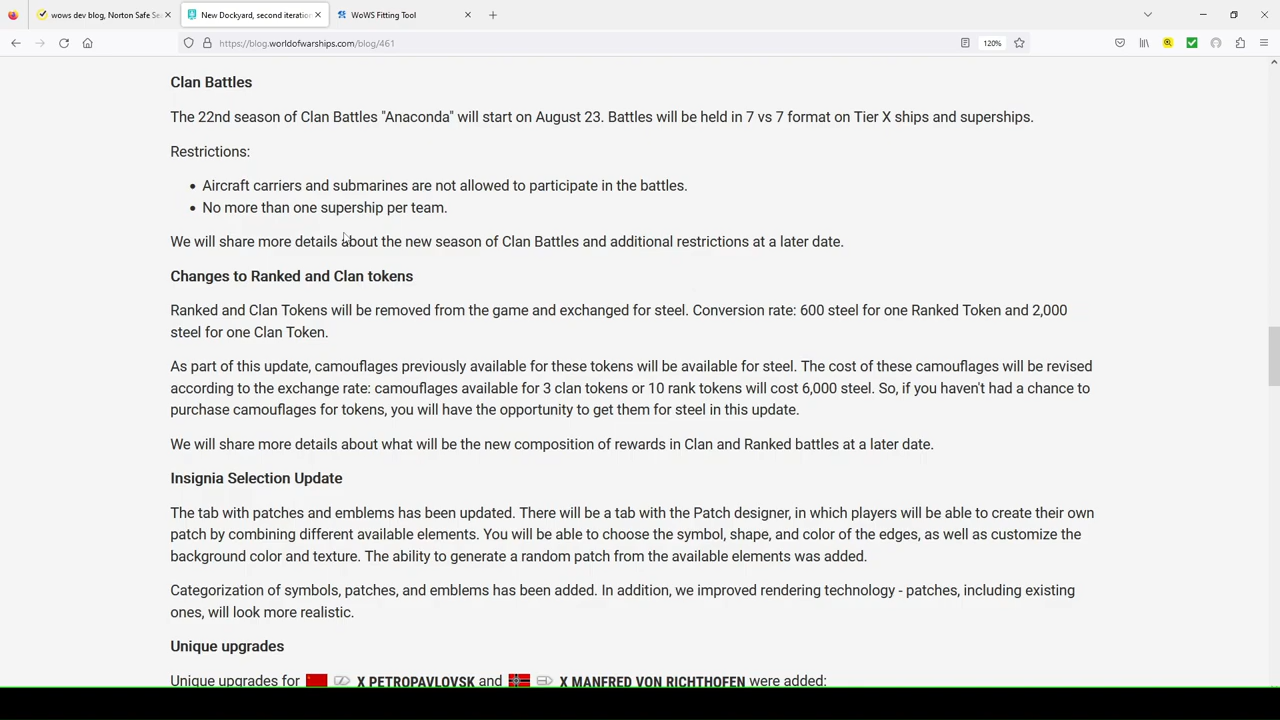 wows dev blog, Norton Safe Se
New Dockyard, second iteration
WoWS Fitting Tool
https://blog.worldofwarships.com/blog/461
120%
Clan Battles
The 22nd season of Clan Battles "Anaconda" will start on August 23. Battles will be held in 7 vs 7 format on Tier X ships and superships.
Restrictions:
• Aircraft carriers and submarines are not allowed to participate in the battles.
• No more than one supership per team.
We will share more details about the new season of Clan Battles and additional restrictions at a later date.
Changes to Ranked and Clan tokens
Ranked and Clan Tokens will be removed from the game and exchanged for steel. Conversion rate: 600 steel for one Ranked Token and 2,000
steel for one Clan Token.
As part of this update, camouflages previously available for these tokens will be available for steel. The cost of these camouflages will be revised
according to the exchange rate: camouflages available for 3 clan tokens or 10 rank tokens will cost 6,000 steel. So, if you haven't had a chance to
purchase camouflages for tokens, you will have the opportunity to get them for steel in this update.
We will share more details about what will be the new composition of rewards in Clan and Ranked battles at a later date.
Insignia Selection Update
The tab with patches and emblems has been updated. There will be a tab with the Patch designer, in which players will be able to create their own
patch by combining different available elements. You will be able to choose the symbol, shape, and color of the edges, as well as customize the
background color and texture. The ability to generate a random patch from the available elements was added.
Categorization of symbols, patches, and emblems has been added. In addition, we improved rendering technology - patches, including existing
ones, will look more realistic.
Unique upgrades
Unique upgrades for X PETROPAVLOVSK and X MANFRED VON RICHTHOFEN were added: